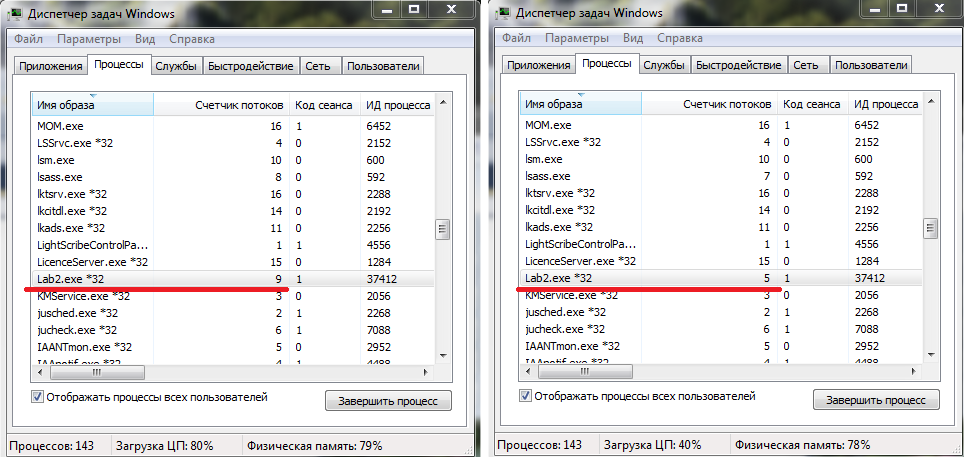 Диспетчер задач Windows
Файл Параметры Вид Справка
Приложения Процессы Службы Быстродействие Сеть Пользователи
Имя образа Счетчик потоков Код сеанса ИД процесса
MOM.exe 16 1 6452
LSSrvc.exe *32 4 0 2152
lsm.exe 10 0 600
lsass.exe 8 0 592
lktsrv.exe *32 16 0 2288
lkcitdl.exe *32 14 0 2192
lkads.exe *32 11 0 2256
LightScribeControlPa... 1 1 4556
LicenceServer.exe *32 15 0 1284
Lab2.exe *32 9 1 37412
KMService.exe *32 3 0 2056
jusched.exe *32 2 1 2268
jucheck.exe *32 6 1 7088
IAANTmon.exe *32 5 0 2952
IAAnotif.exe *32 4 1 4488
Отображать процессы всех пользователей
Завершить процесс
Процессов: 143 Загрузка ЦП: 80% Физическая память: 79%
Диспетчер задач Windows
Файл Параметры Вид Справка
Приложения Процессы Службы Быстродействие Сеть Пользователи
Имя образа Счетчик потоков Код сеанса ИД процесса
MOM.exe 16 1 6452
LSSrvc.exe *32 4 0 2152
lsm.exe 10 0 600
lsass.exe 7 0 592
lktsrv.exe *32 16 0 2288
lkcitdl.exe *32 14 0 2192
lkads.exe *32 11 0 2256
LightScribeControlPa... 1 1 4556
LicenceServer.exe *32 15 0 1284
Lab2.exe *32 5 1 37412
KMService.exe *32 3 0 2056
jusched.exe *32 2 1 2268
jucheck.exe *32 6 1 7088
IAANTmon.exe *32 5 0 2952
IAAnotif.exe *32 4 1 4488
Отображать процессы всех пользователей
Завершить процесс
Процессов: 143 Загрузка ЦП: 40% Физическая память: 78%